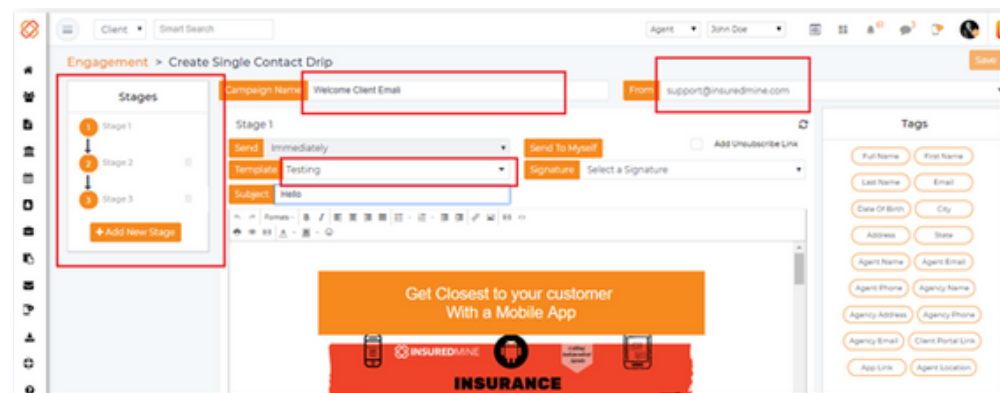 Client Smart Search Agent John Doe
Engagement > Create Single Contact Drip Save
Stages
1 Stage 1
2 Stage 2
3 Stage 3
+ Add New Stage
Campaign Name Welcome Client Email From support@insuredmine.com
Stage 1
Send Immediately Send To Myself Add Unsubscribe Link
Template Testing Signature Select a Signature
Subject Hello
Formats B I
Get Closest to your customer
With a Mobile App
INSUREDMINE
INSURANCE
Tags
Full Name First Name
Last Name Email
Date Of Birth City
Address State
Agent Name Agent Email
Agent Phone Agency Name
Agency Address Agency Phone
Agency Email Client Portal Link
App Link Agent Location